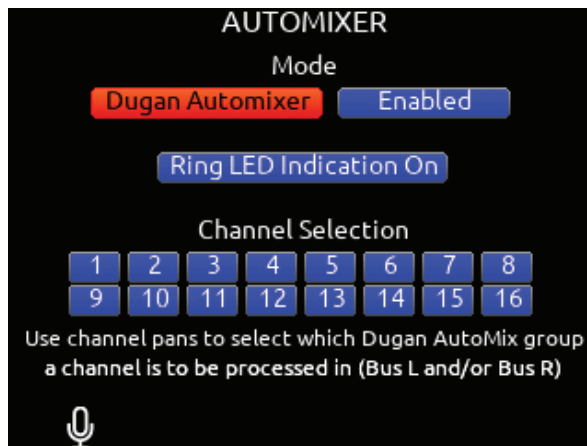 AUTOMIXER
Mode
Dugan Automixer Enabled
Ring LED Indication On
Channel Selection
1 2 3 4 5 6 7 8
9 10 11 12 13 14 15 16
Use channel pans to select which Dugan AutoMix group
a channel is to be processed in (Bus L and/or Bus R)